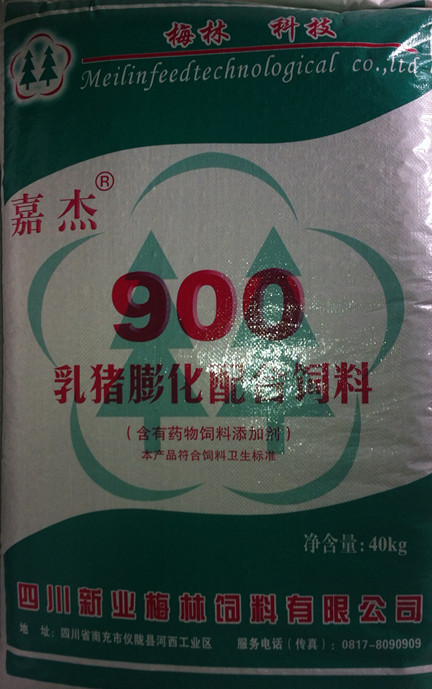 梅林 科技
Meilinfeedtechnological co.,ltd
嘉杰®
900
乳猪膨化配合饲料
(含有药物饲料添加剂)
本产品符合饲料卫生标准
净含量:40kg
四川新业梅林饲料有限公司
地 址:四川省南充市仪陇县河西工业区 服务电话(传真):0817-8090909